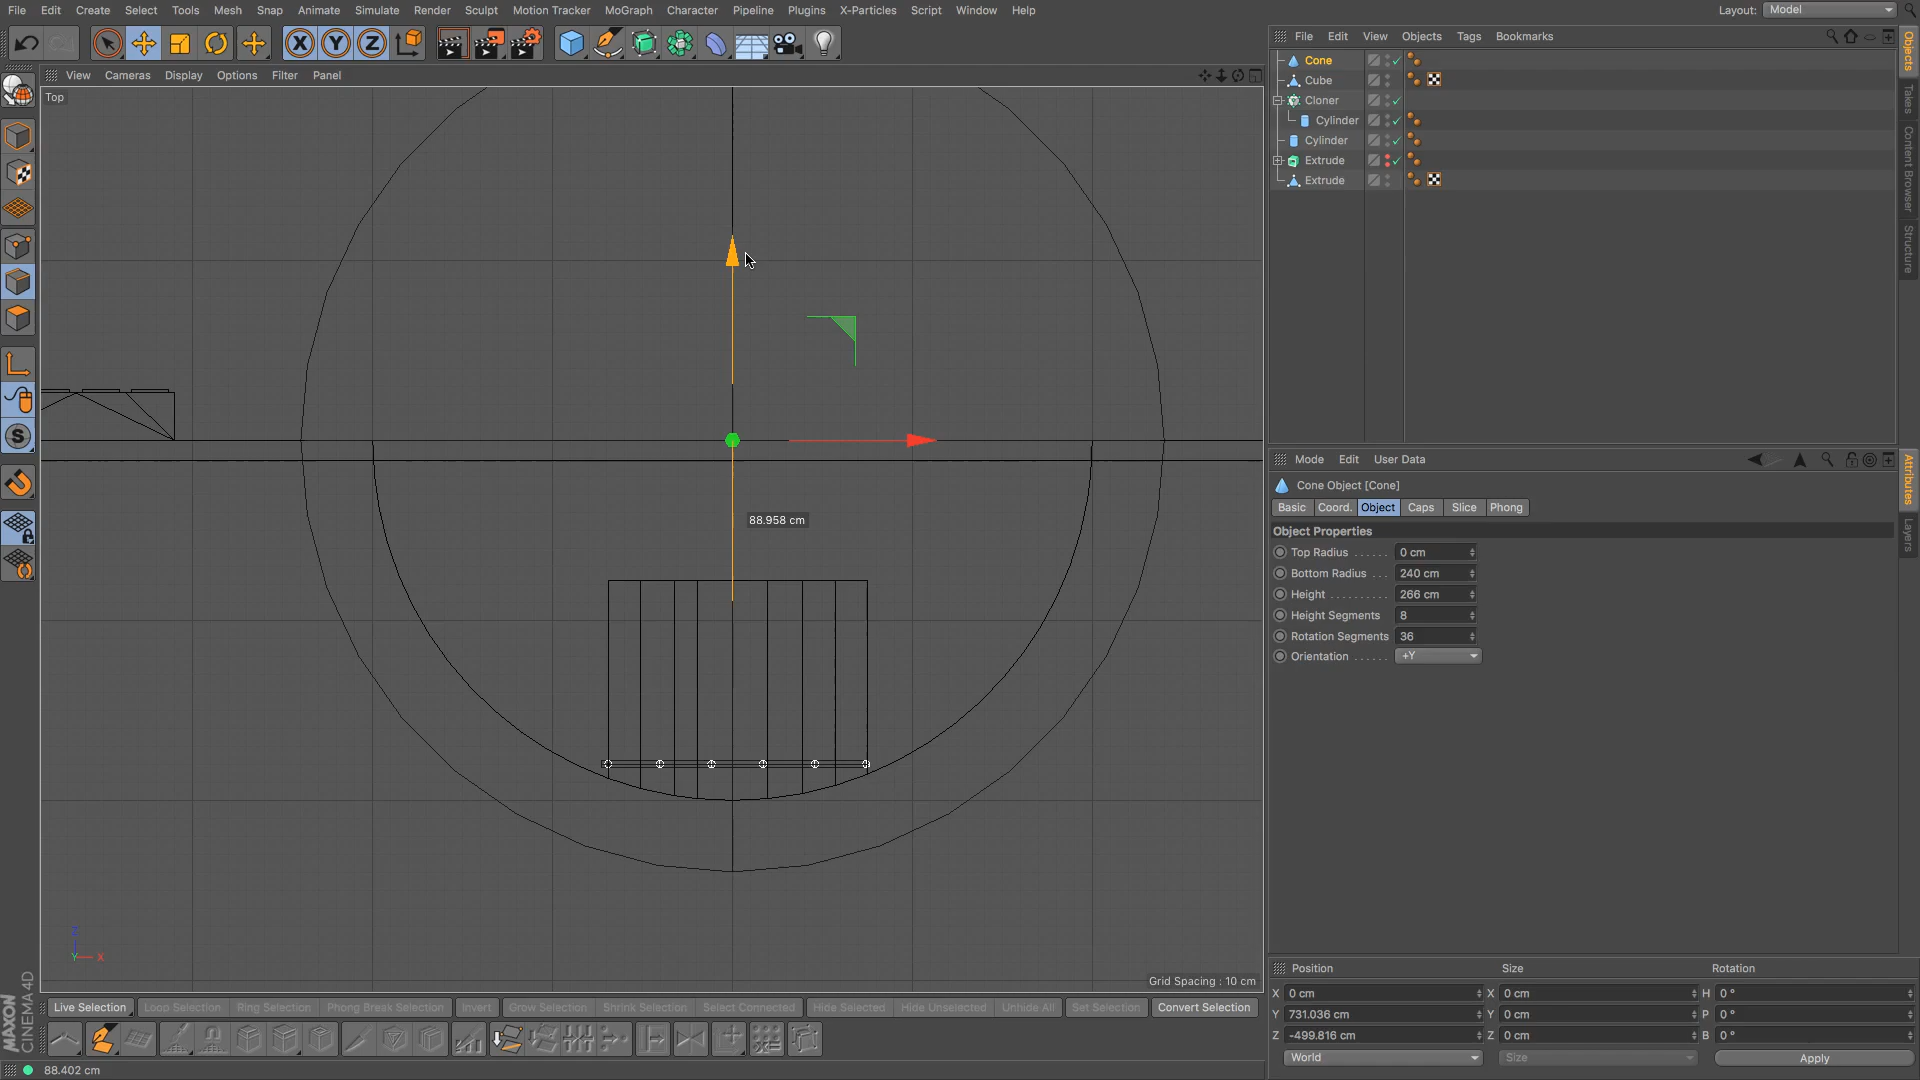 File Edit Create Select Tools Mesh Snap Animate Simulate Render Sculpt Motion Tracker MoGraph Character Pipeline Plugins X-Particles Script Window Help Layout: Model
View Cameras Display Options Filter Panel
Top
88.958 cm
Grid Spacing : 10 cm
Z
Y X
File Edit View Objects Tags Bookmarks
Cone
Cube
Cloner
Cylinder
Cylinder
Extrude
Extrude
Objects
Takes
Content Browser
Structure
Mode Edit User Data
Cone Object [Cone]
Basic Coord. Object Caps Slice Phong
Object Properties
Top Radius ...... 0 cm
Bottom Radius ... 240 cm
Height .......... 266 cm
Height Segments 8
Rotation Segments 36
Orientation ...... +Y
Attributes
Layers
Position Size Rotation
X 0 cm X 0 cm H 0 °
Y 731.036 cm Y 0 cm P 0 °
Z -499.816 cm Z 0 cm B 0 °
World Size Apply
Live Selection Loop Selection Ring Selection Phong Break Selection Invert Grow Selection Shrink Selection Select Connected Hide Selected Hide Unselected Unhide All Set Selection Convert Selection
MAXON
CINEMA 4D
88.402 cm